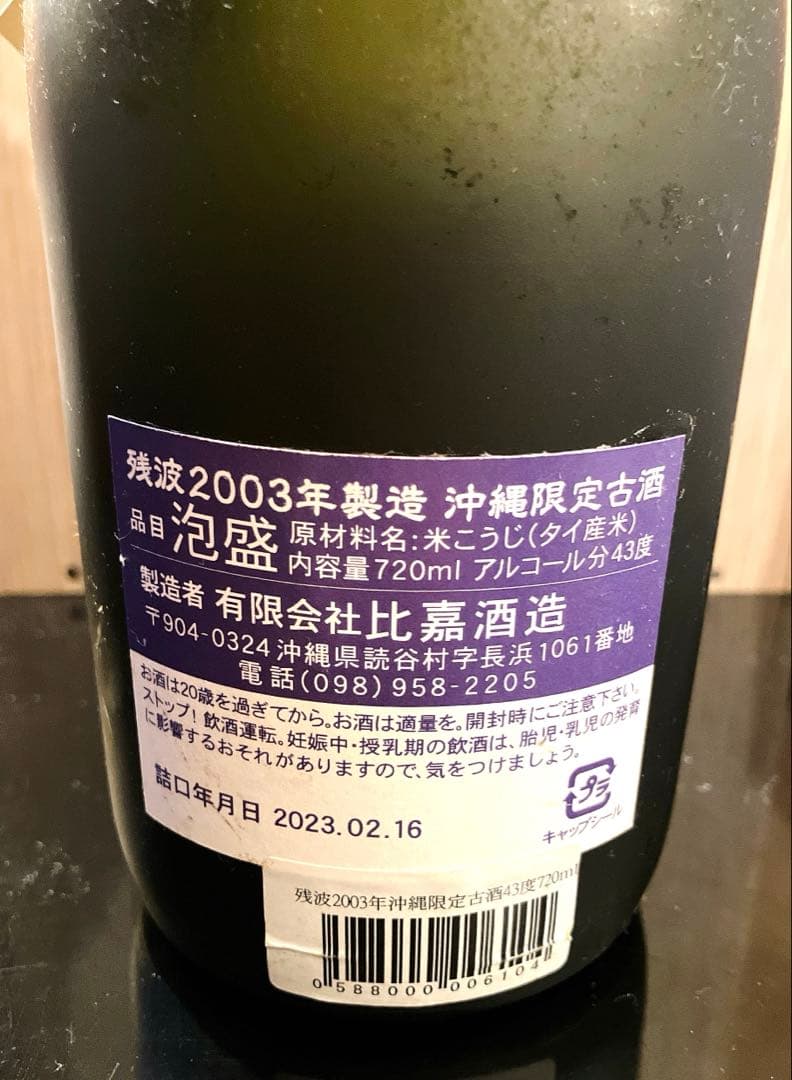 残波2003年製造 沖縄限定古酒
品目 泡盛 原材料名:米こうじ(タイ産米)
内容量720ml アルコール分43度
製造者 有限会社比嘉酒造
〒904-0324 沖縄県読谷村字長浜1061番地
電話(098)958-2205
お酒は20歳を過ぎてから。お酒は適量を。開封時にご注意下さい。
ストップ!飲酒運転。妊娠中・授乳期の飲酒は、胎児・乳児の発育
に影響するおそれがありますので、気をつけましょう。
詰口年月日 2023.02.16
プラ
キャップシール
残波2003年沖縄限定古酒43度720ml
0 588000 006104